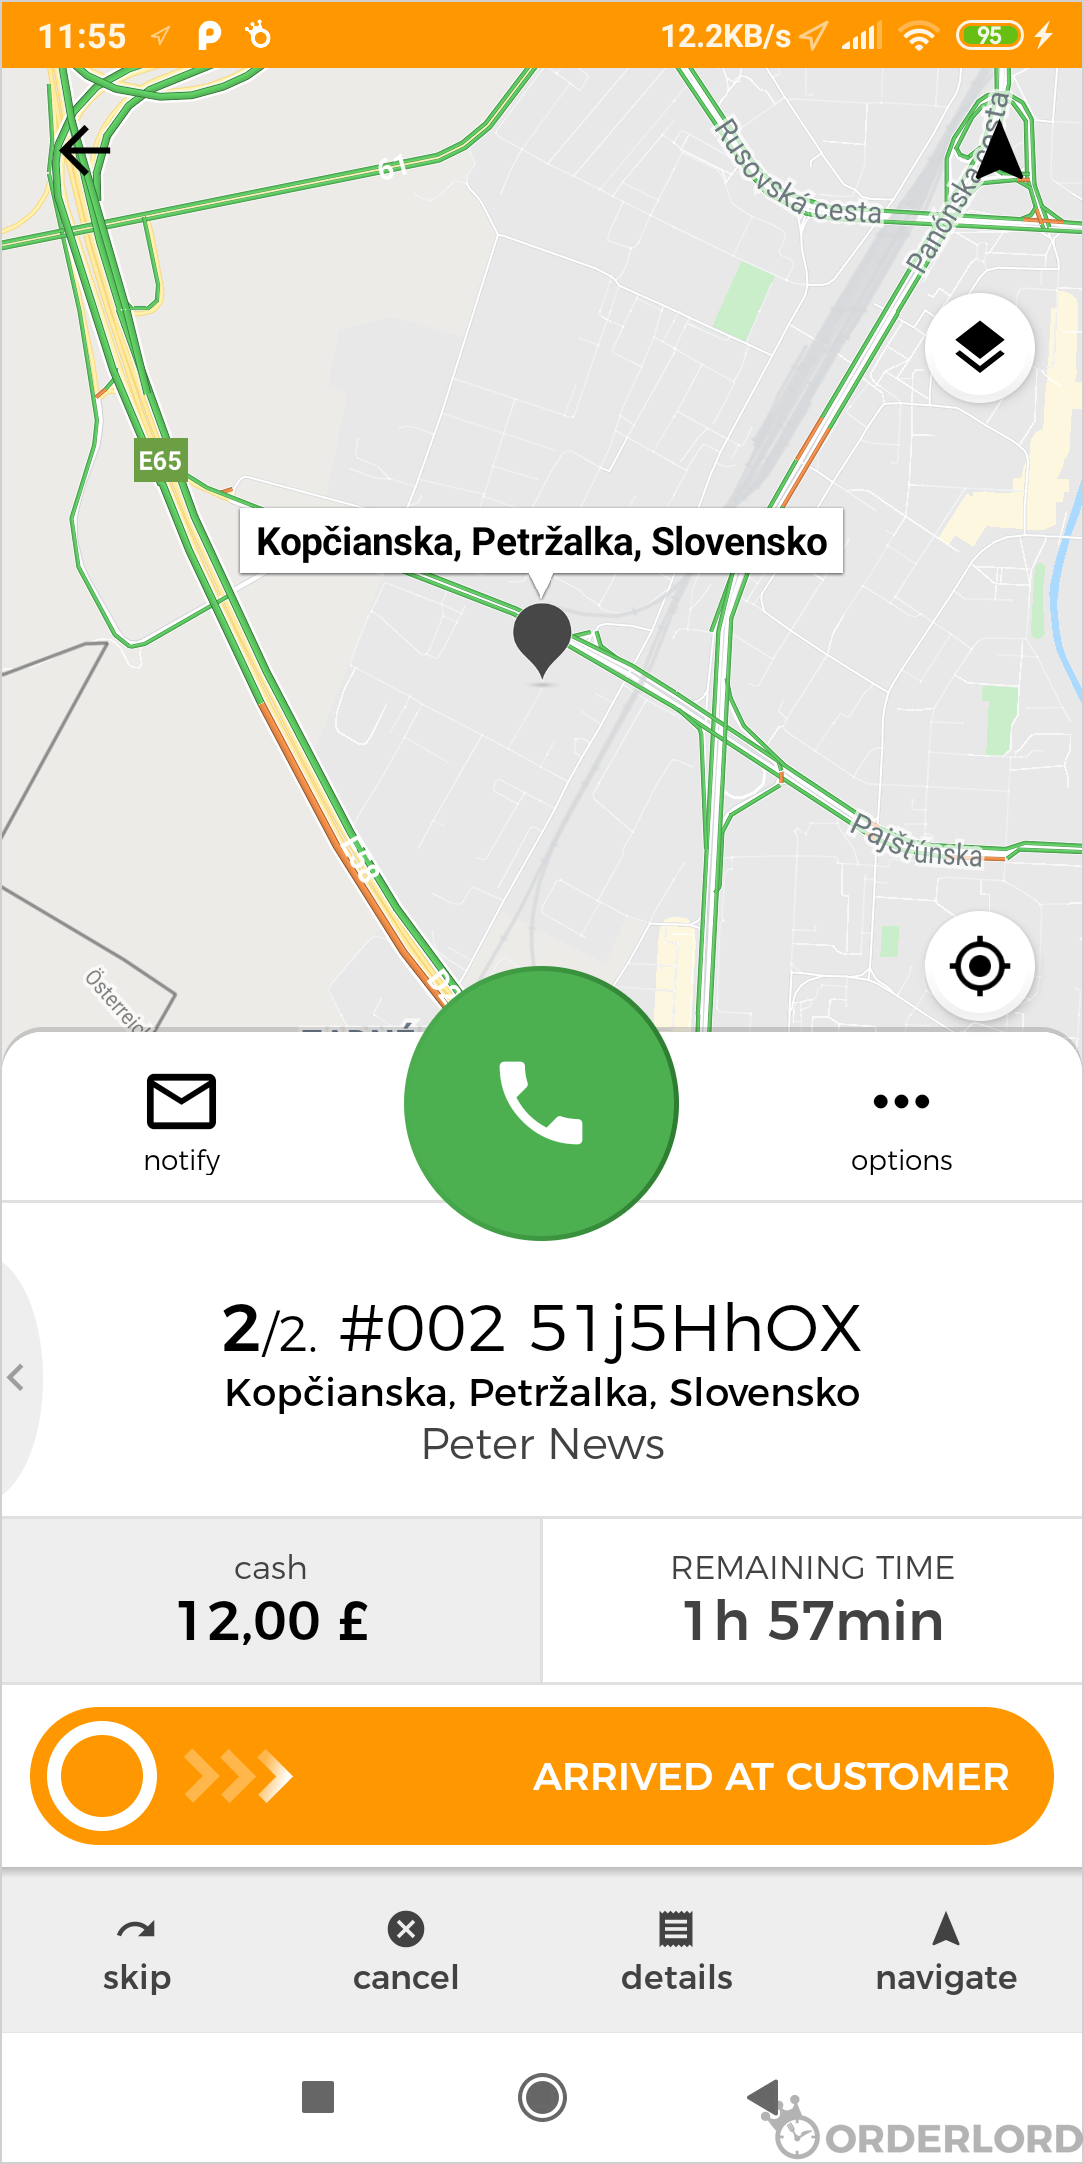 11:55
12.2KB/s
95
61
Rusovská cesta
Panónska cesta
E65
Kopčianska, Petržalka, Slovensko
E58
Pajštúnska
notify
options
2/2. #002 51j5HhOX
Kopčianska, Petržalka, Slovensko
Peter News
cash
REMAINING TIME
12,00 £
1h 57min
ARRIVED AT CUSTOMER
skip
cancel
details
navigate
ORDERLORD